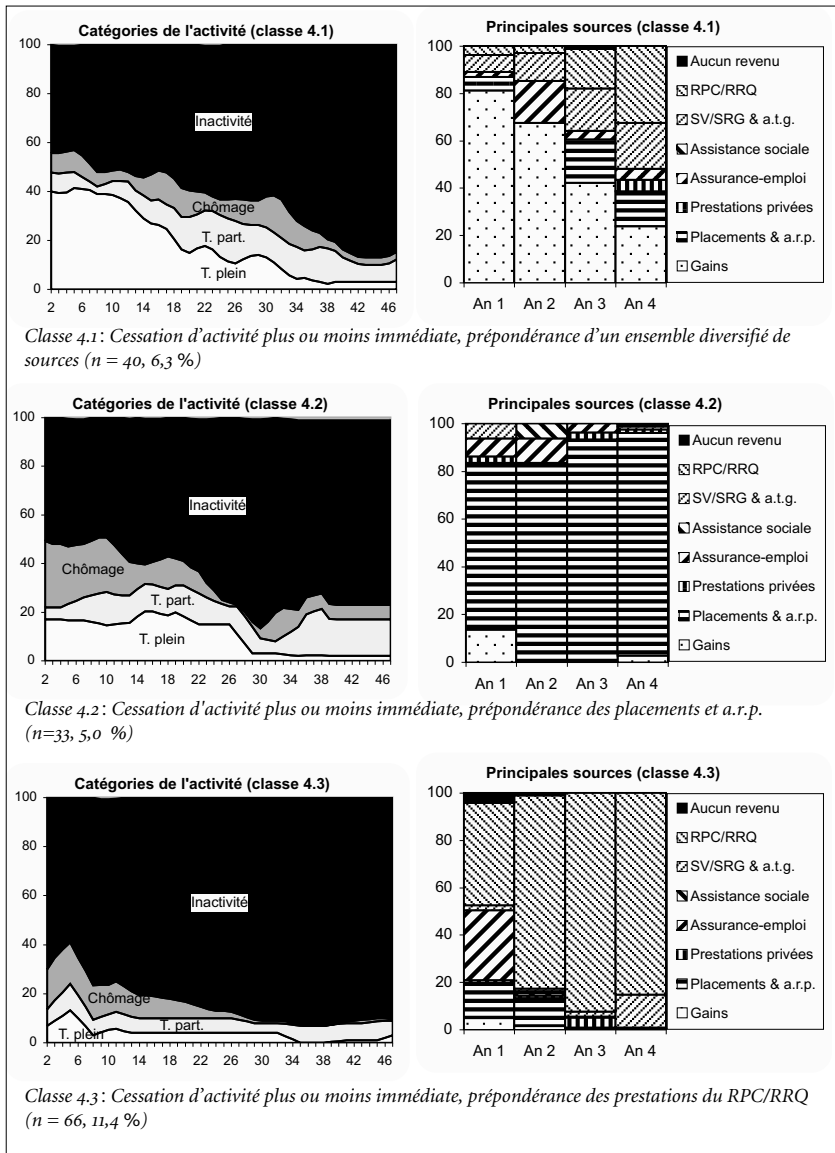 Catégories de l'activité (classe 4.1)
100
80
60
40
20
0
Inactivité
Chômage
T. part.
T. plein
2 6 10 14 18 22 26 30 34 38 42 46
Principales sources (classe 4.1)
100
80
60
40
20
0
An 1 An 2 An 3 An 4
Aucun revenu
RPC/RRQ
SV/SRG & a.t.g.
Assistance sociale
Assurance-emploi
Prestations privées
Placements & a.r.p.
Gains
Classe 4.1: Cessation d'activité plus ou moins immédiate, prépondérance d'un ensemble diversifié de
sources (n = 40, 6,3 %)
Catégories de l'activité (classe 4.2)
100
80
60
40
20
0
Inactivité
Chômage
T. part.
T. plein
2 6 10 14 18 22 26 30 34 38 42 46
Principales sources (classe 4.2)
100
80
60
40
20
0
An 1 An 2 An 3 An 4
Aucun revenu
RPC/RRQ
SV/SRG & a.t.g.
Assistance sociale
Assurance-emploi
Prestations privées
Placements & a.r.p.
Gains
Classe 4.2: Cessation d'activité plus ou moins immédiate, prépondérance des placements et a.r.p.
(n=33, 5,0 %)
Catégories de l'activité (classe 4.3)
100
80
60
40
20
0
Inactivité
Chômage
T. part.
T. plein
2 6 10 14 18 22 26 30 34 38 42 46
Principales sources (classe 4.3)
100
80
60
40
20
0
An 1 An 2 An 3 An 4
Aucun revenu
RPC/RRQ
SV/SRG & a.t.g.
Assistance sociale
Assurance-emploi
Prestations privées
Placements & a.r.p.
Gains
Classe 4.3: Cessation d'activité plus ou moins immédiate, prépondérance des prestations du RPC/RRQ
(n = 66, 11,4 %)